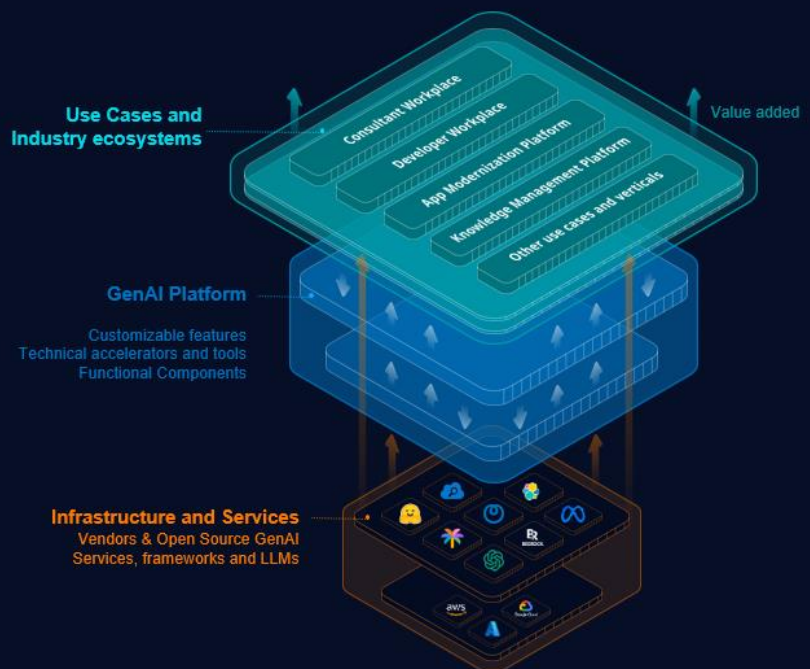 Use Cases and
Industry ecosystems
Consultant Workplace
Developer Workplace
App Modernization Platform
Knowledge Management Platform
Other use cases and verticals
Value added
GenAI Platform
Customizable features
Technical accelerators and tools
Functional Components
Infrastructure and Services
Vendors & Open Source GenAI
Services, frameworks and LLMs
BEDROCK
aws
Google Cloud